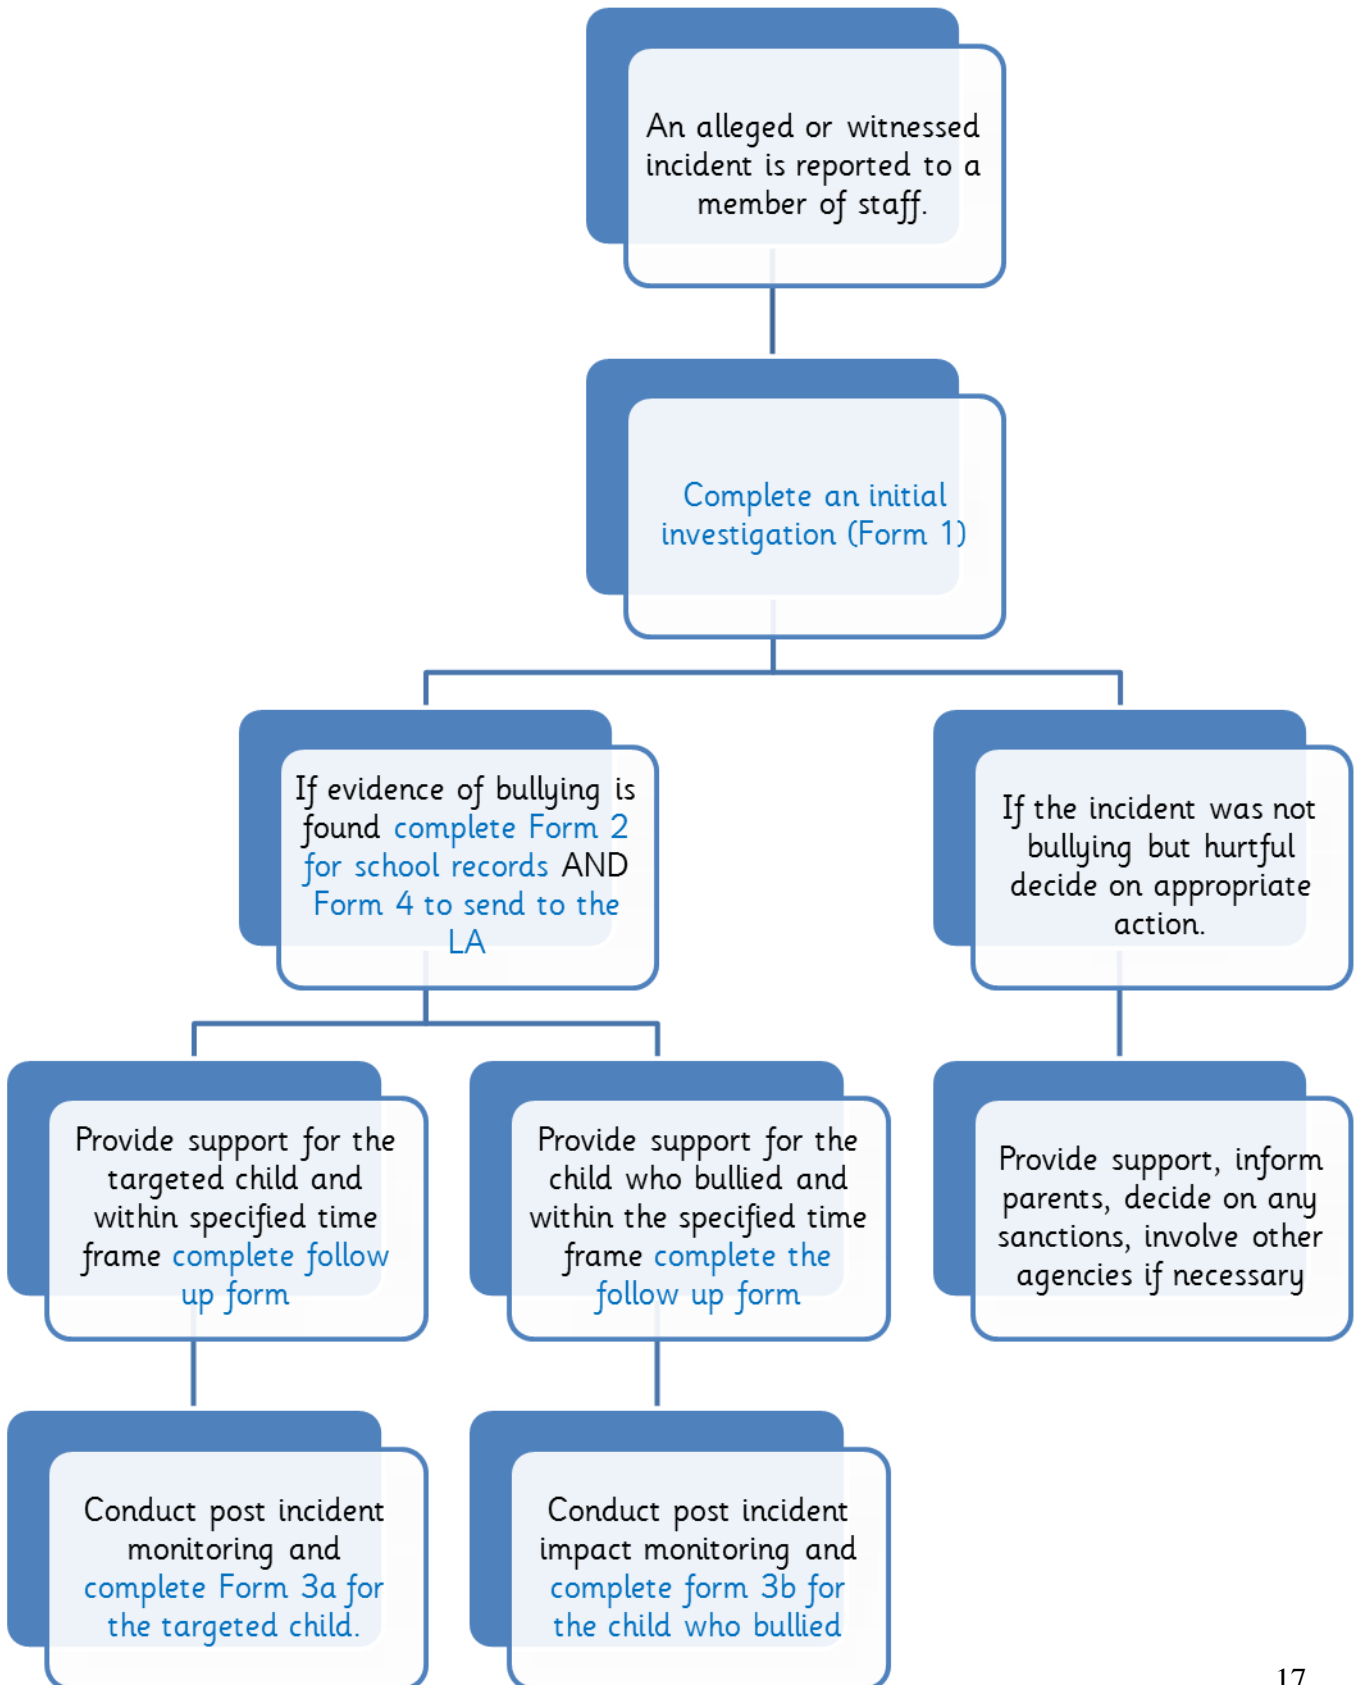 An alleged or witnessed
incident is reported to a
member of staff.
Complete an initial
investigation (Form 1)
If evidence of bullying is
found complete Form 2
for school records AND
Form 4 to send to the
LA
If the incident was not
bullying but hurtful
decide on appropriate
action.
Provide support for the
targeted child and
within specified time
frame complete follow
up form
Provide support for the
child who bullied and
within the specified time
frame complete the
follow up form
Provide support, inform
parents, decide on any
sanctions, involve other
agencies if necessary
Conduct post incident
monitoring and
complete Form 3a for
the targeted child.
Conduct post incident
impact monitoring and
complete form 3b for
the child who bullied
17